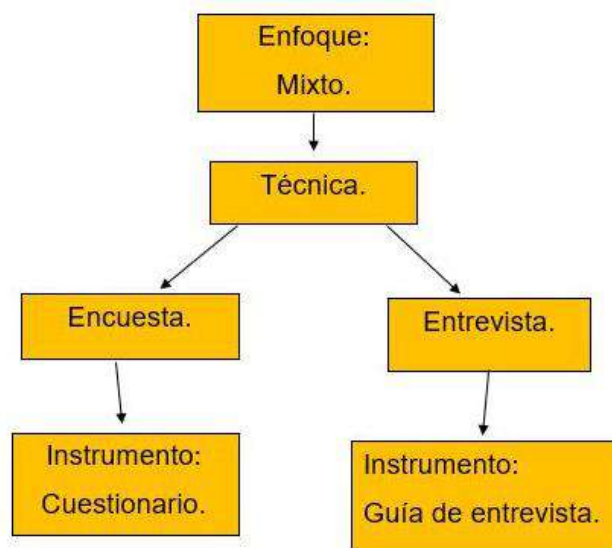 Enfoque:
Mixto.
Técnica.
Encuesta.
Entrevista.
Instrumento:
Cuestionario.
Instrumento:
Guía de entrevista.